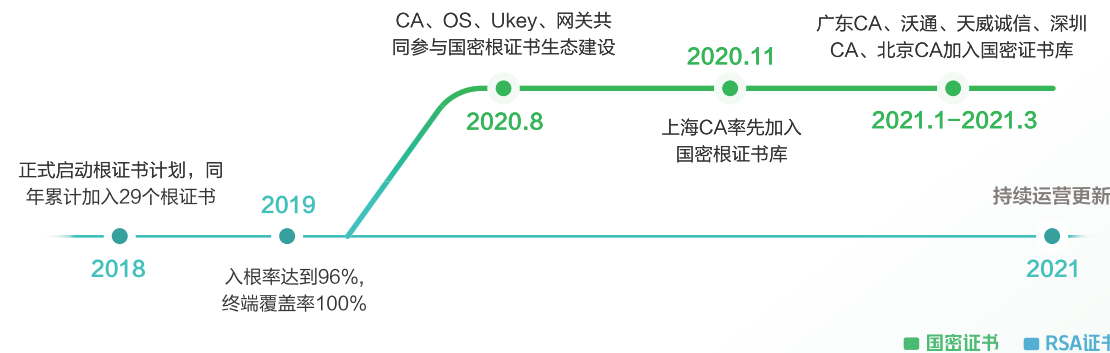 CA、OS、Ukey、网关共
同参与国密根证书生态建设
2020.8
2020.11
上海CA率先加入
国密根证书库
广东CA、沃通、天威诚信、深圳
CA、北京CA加入国密证书库
2021.1-2021.3
正式启动根证书计划，同
年累计加入29个根证书
2018
2019
入根率达到96%，
终端覆盖率100%
持续运营更新
2021
国密证书
RSA证书